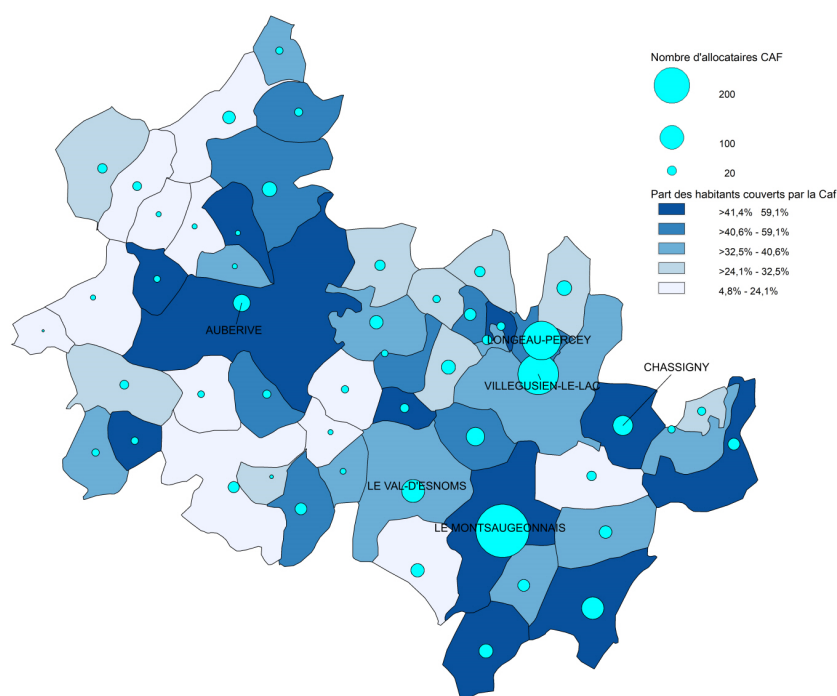 Nombre d'allocataires CAF
200
100
20
Part des habitants couverts par la Caf
>41,4% 59,1%
>40,6% - 59,1%
>32,5% - 40,6%
>24,1% - 32,5%
4,8% - 24,1%
AUBERIVE
LONGEAU-PERCEY
CHASSIGNY
VILLEGUSIEN-LE-LAC
LE VAL-D'ESNOMS
LE MONTSAUGEONNAIS